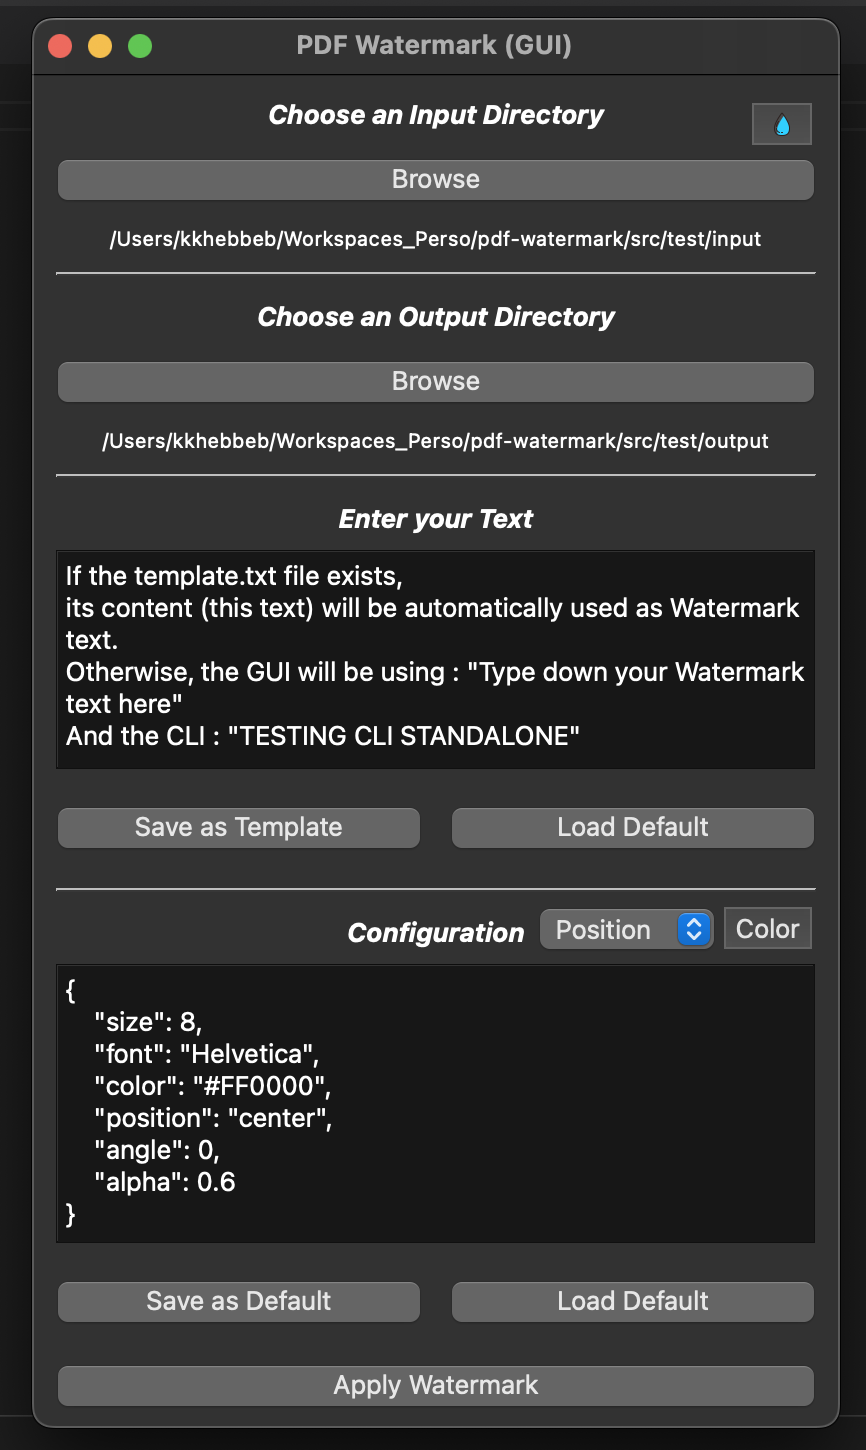 PDF Watermark (GUI)
Choose an Input Directory
Browse
/Users/kkhebbeb/Workspaces_Perso/pdf-watermark/src/test/input
Choose an Output Directory
Browse
/Users/kkhebbeb/Workspaces_Perso/pdf-watermark/src/test/output
Enter your Text
If the template.txt file exists,
its content (this text) will be automatically used as Watermark
text.
Otherwise, the GUI will be using : "Type down your Watermark
text here"
And the CLI : "TESTING CLI STANDALONE"
Save as Template Load Default
Configuration Position Color
{
    "size": 8,
    "font": "Helvetica",
    "color": "#FF0000",
    "position": "center",
    "angle": 0,
    "alpha": 0.6
}
Save as Default Load Default
Apply Watermark